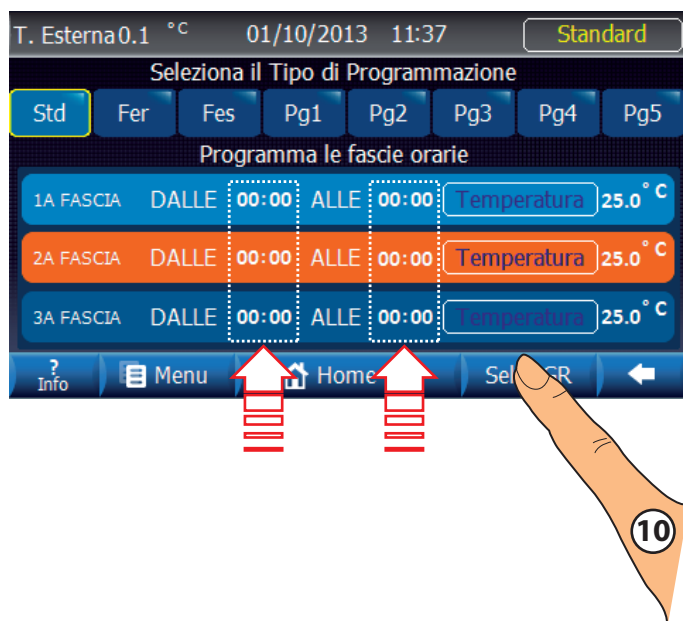 T. Esterna 0.1 °C 01/10/2013 11:37 Standard
Seleziona il Tipo di Programmazione
Std Fer Fes Pg1 Pg2 Pg3 Pg4 Pg5
Programma le fascie orarie
1A FASCIA DALLE 00:00 ALLE 00:00 Temperatura 25.0°C
2A FASCIA DALLE 00:00 ALLE 00:00 Temperatura 25.0°C
3A FASCIA DALLE 00:00 ALLE 00:00 Temperatura 25.0°C
? Info Menu Home
10